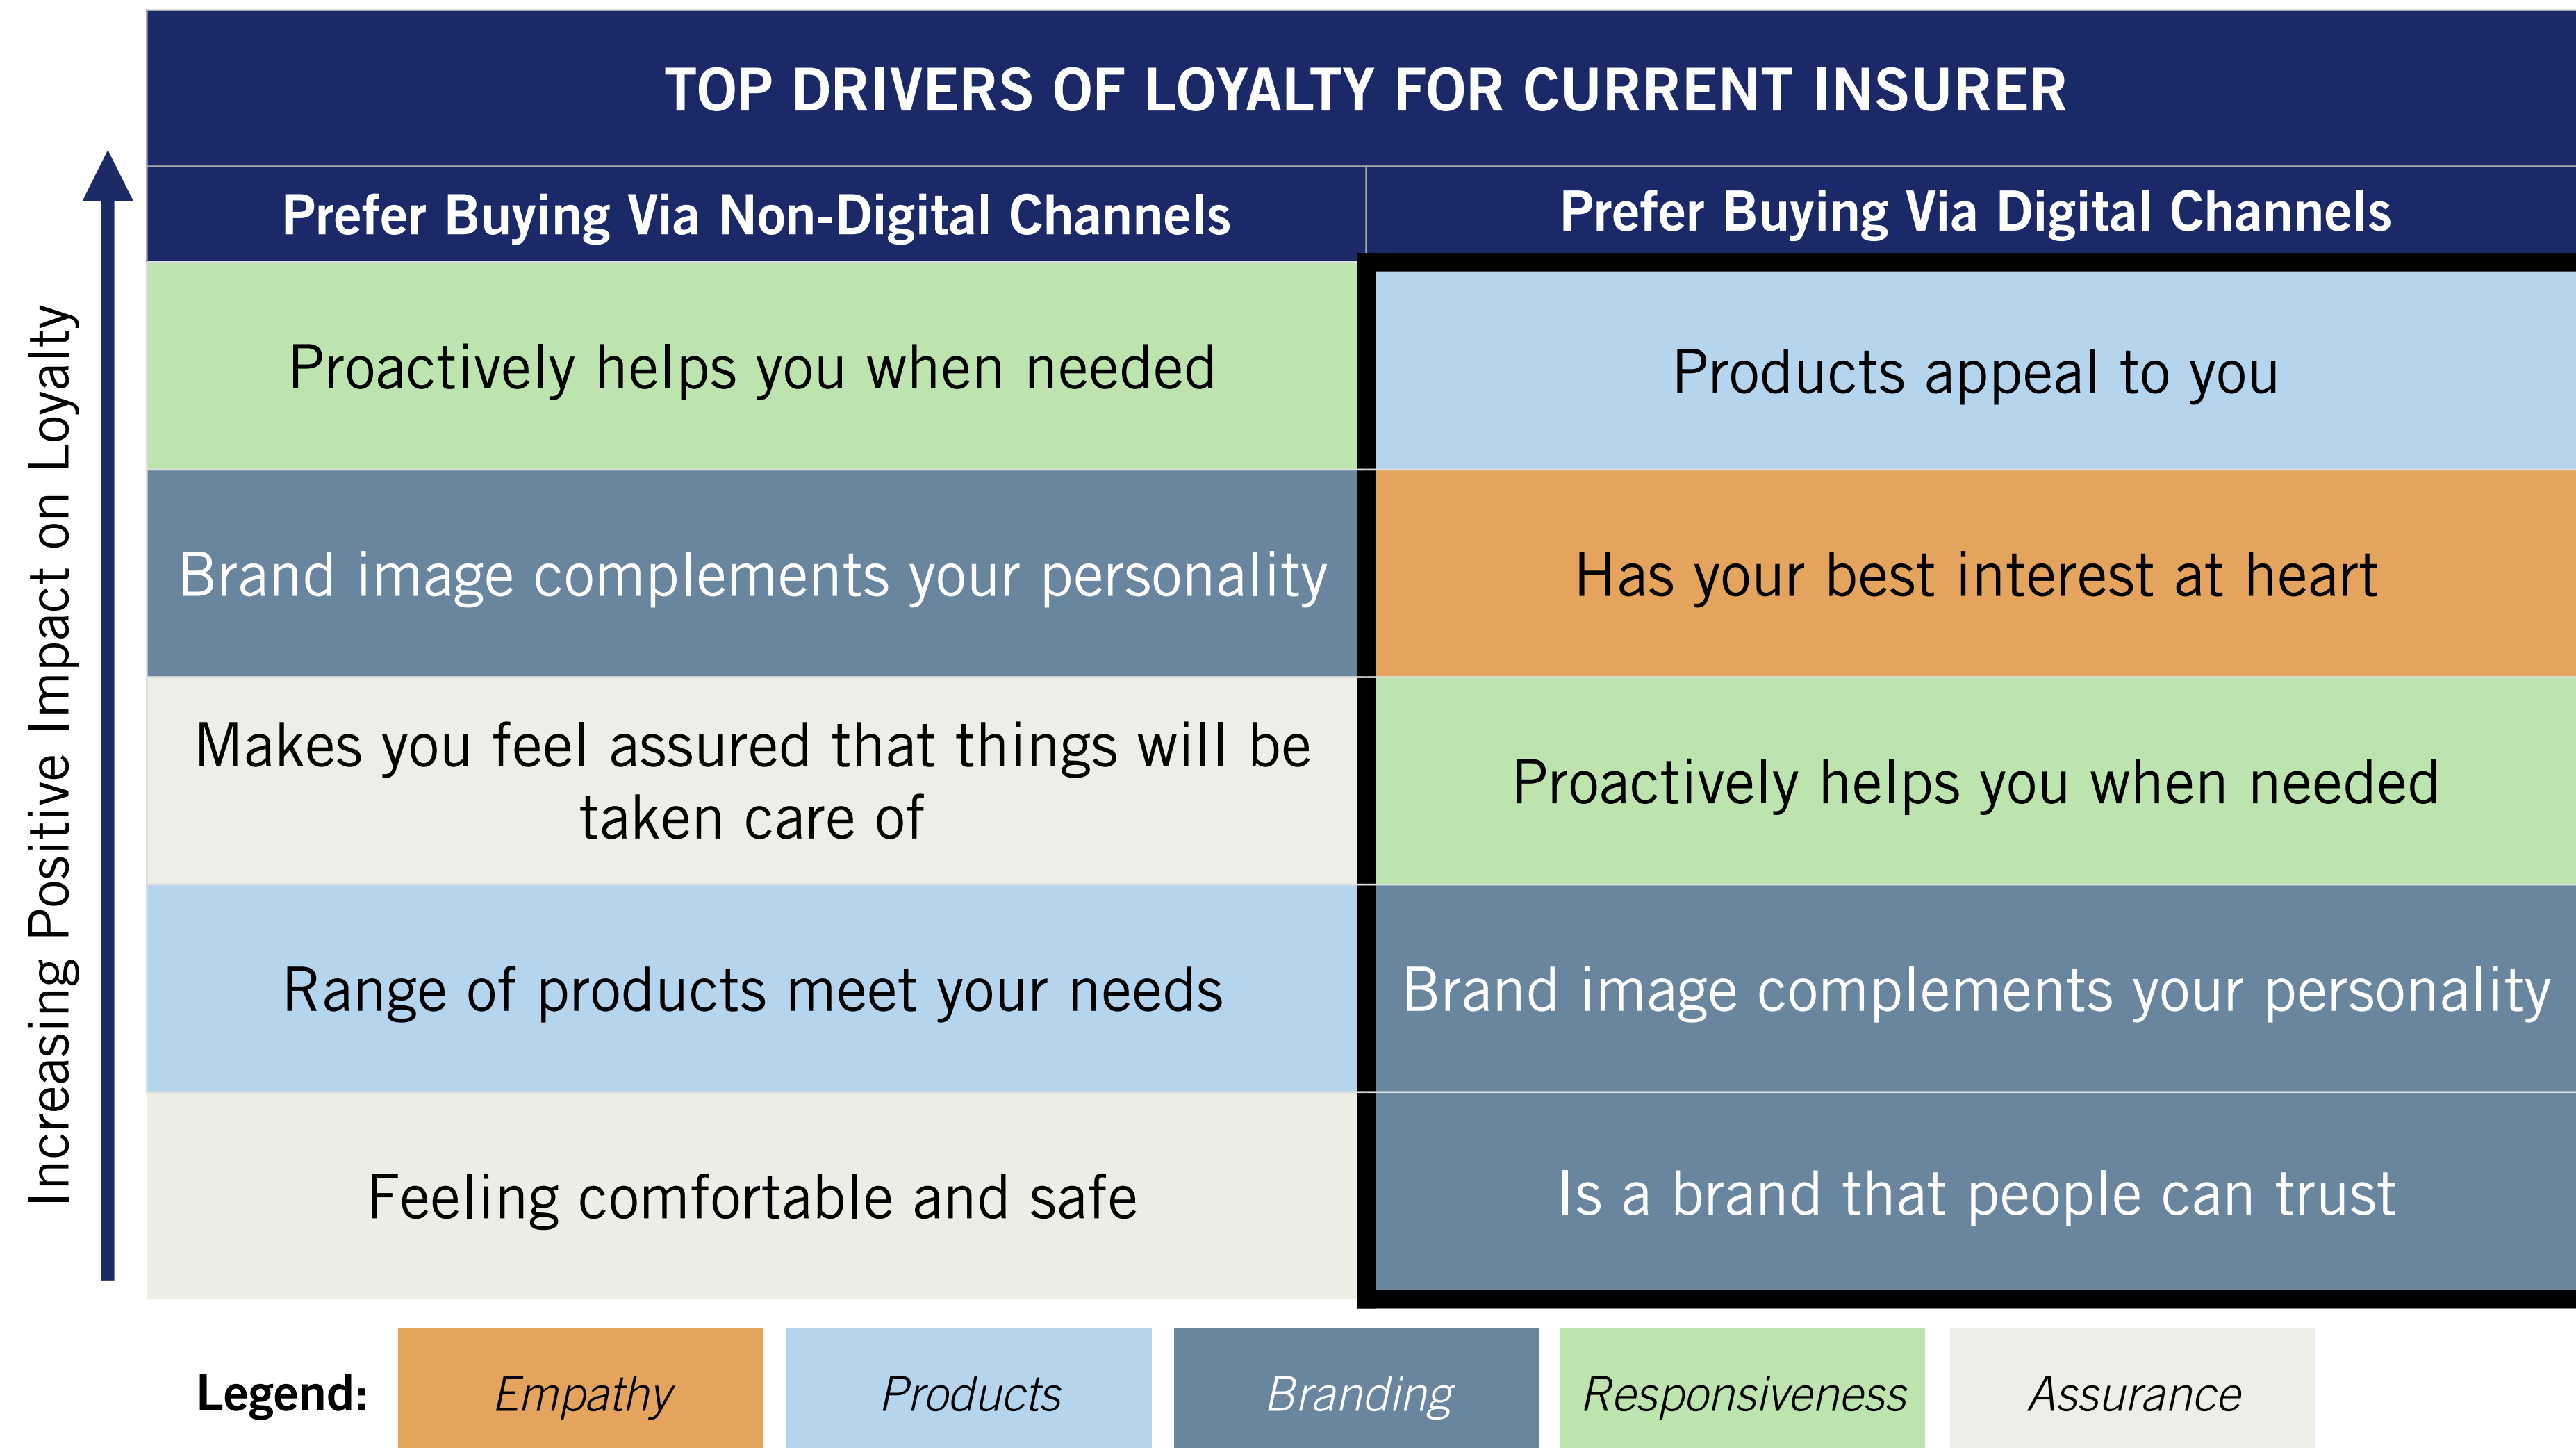 TOP DRIVERS OF LOYALTY FOR CURRENT INSURER
Prefer Buying Via Non-Digital Channels
Prefer Buying Via Digital Channels
Increasing Positive Impact on Loyalty
Proactively helps you when needed
Products appeal to you
Brand image complements your personality
Has your best interest at heart
Makes you feel assured that things will be
taken care of
Proactively helps you when needed
Range of products meet your needs
Brand image complements your personality
Feeling comfortable and safe
Is a brand that people can trust
Legend:
Empathy
Products
Branding
Responsiveness
Assurance